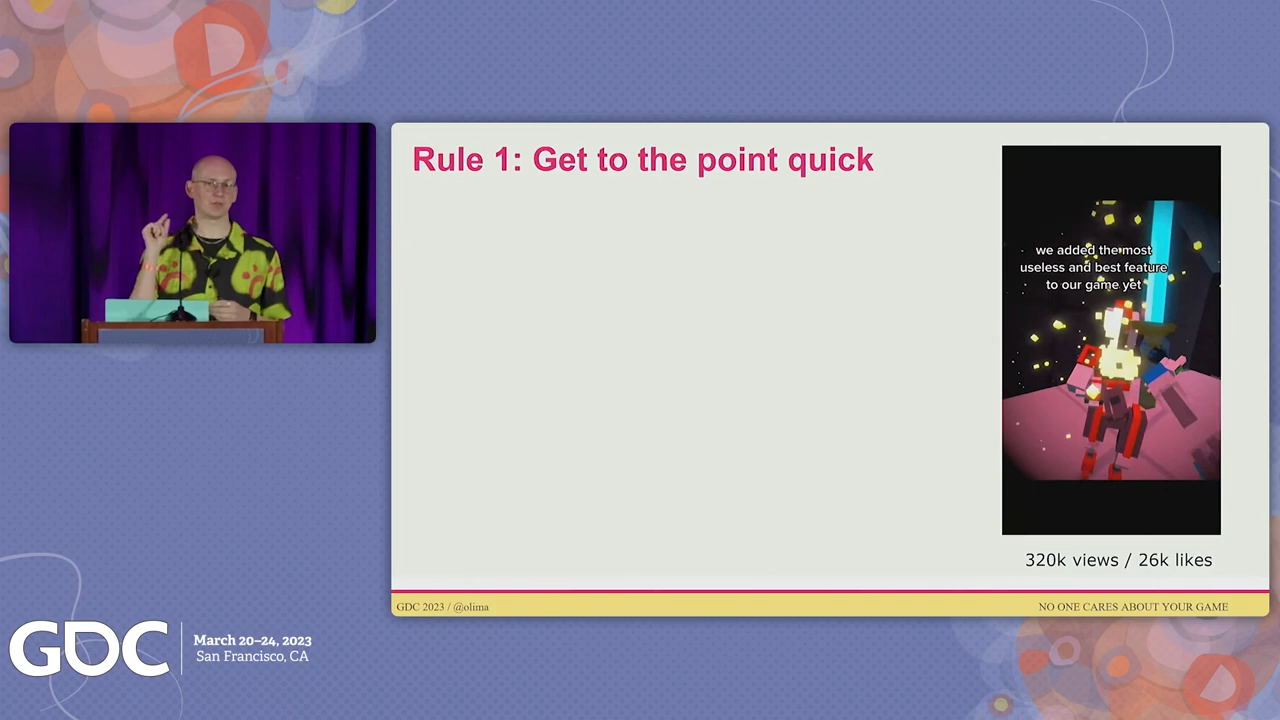 Rule 1: Get to the point quick
we added the most
useless and best feature
to our game yet
320k views / 26k likes
GDC 2023 / @olima
NO ONE CARES ABOUT YOUR GAME
GDC
March 20–24, 2023
San Francisco, CA